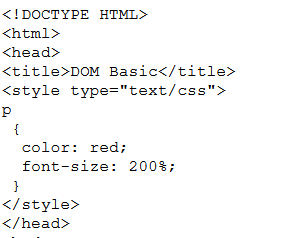 <!DOCTYPE HTML>
<html>
<head>
<title>DOM Basic</title>
<style type="text/css">
p
 {
  color: red;
  font-size: 200%;
 }
</style>
</head>